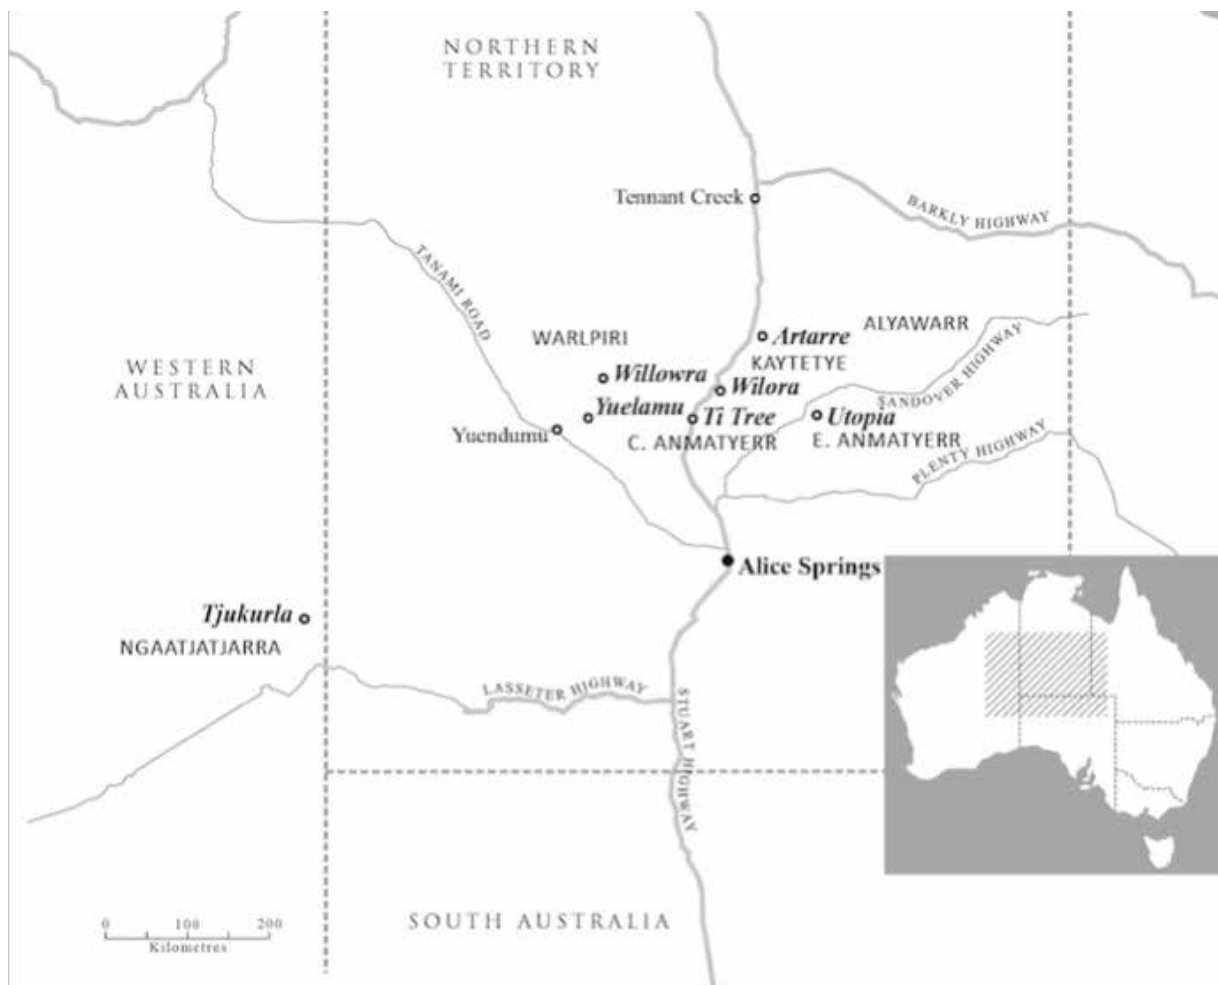 NORTHERN
TERRITORY
Tennant Creek
BARKLY HIGHWAY
TANAMI ROAD
ALYAWARR
WARLPIRI
Artarre
KAYTETYE
WESTERN
AUSTRALIA
Willowra
Wilora
SANDOVER HIGHWAY
Yuelamu
Ti Tree
Utopia
Yuendumu
C. ANMATYERR
E. ANMATYERR
PLENTY HIGHWAY
Alice Springs
Tjukurla
NGAATJATJARRA
LASSETER HIGHWAY
STUART HIGHWAY
SOUTH AUSTRALIA
0 100 200
Kilometres